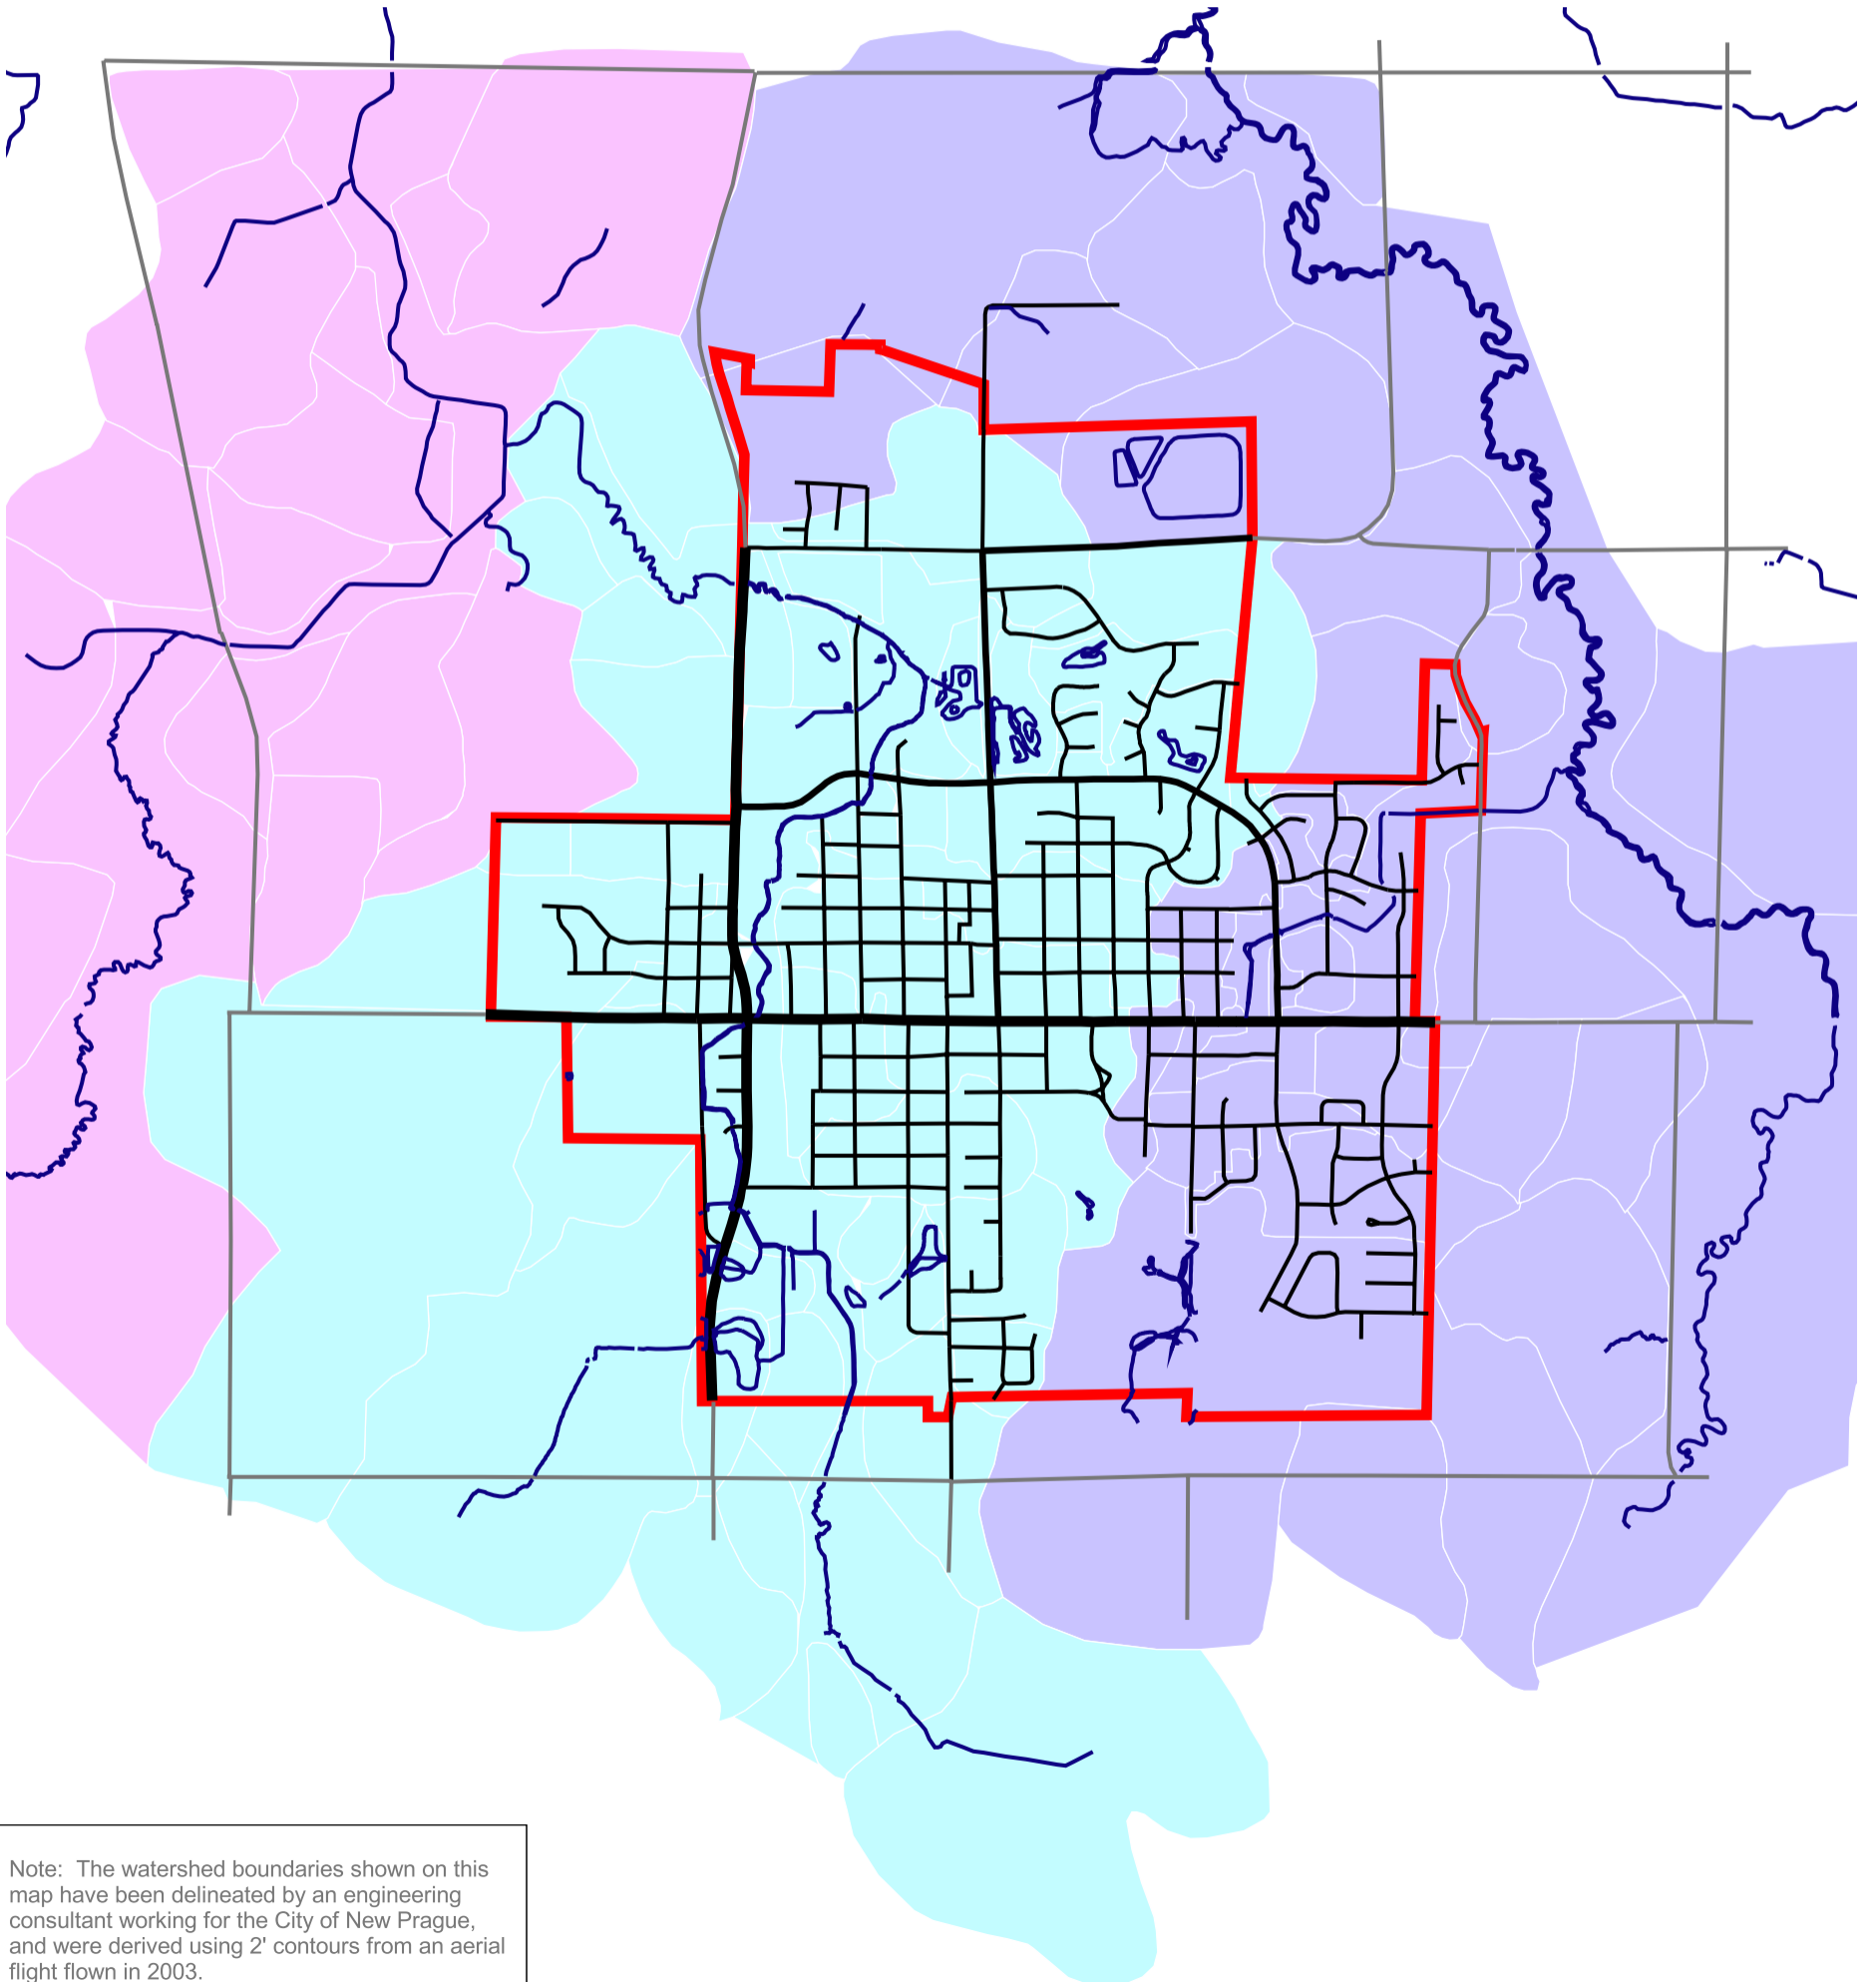 Note:  The watershed boundaries shown on this
map have been delineated by an engineering
consultant working for the City of New Prague,
and were derived using 2' contours from an aerial
flight flown in 2003.